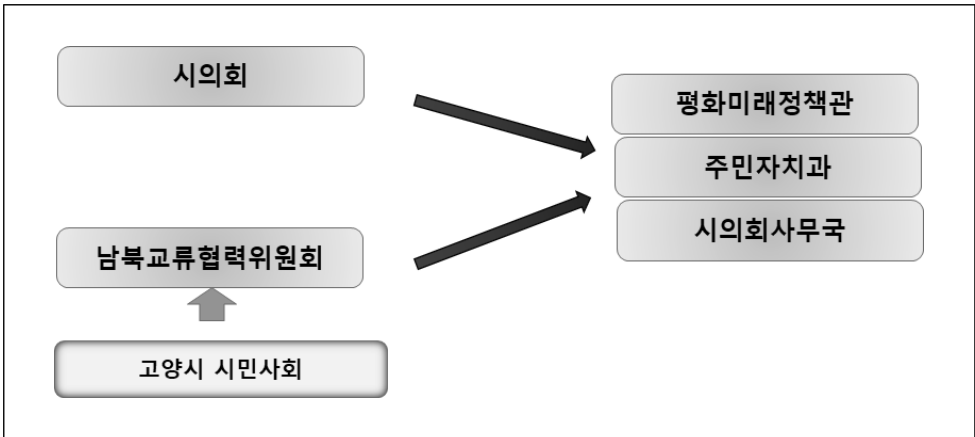 시의회
평화미래정책관
주민자치과
시의회사무국
남북교류협력위원회
고양시 시민사회